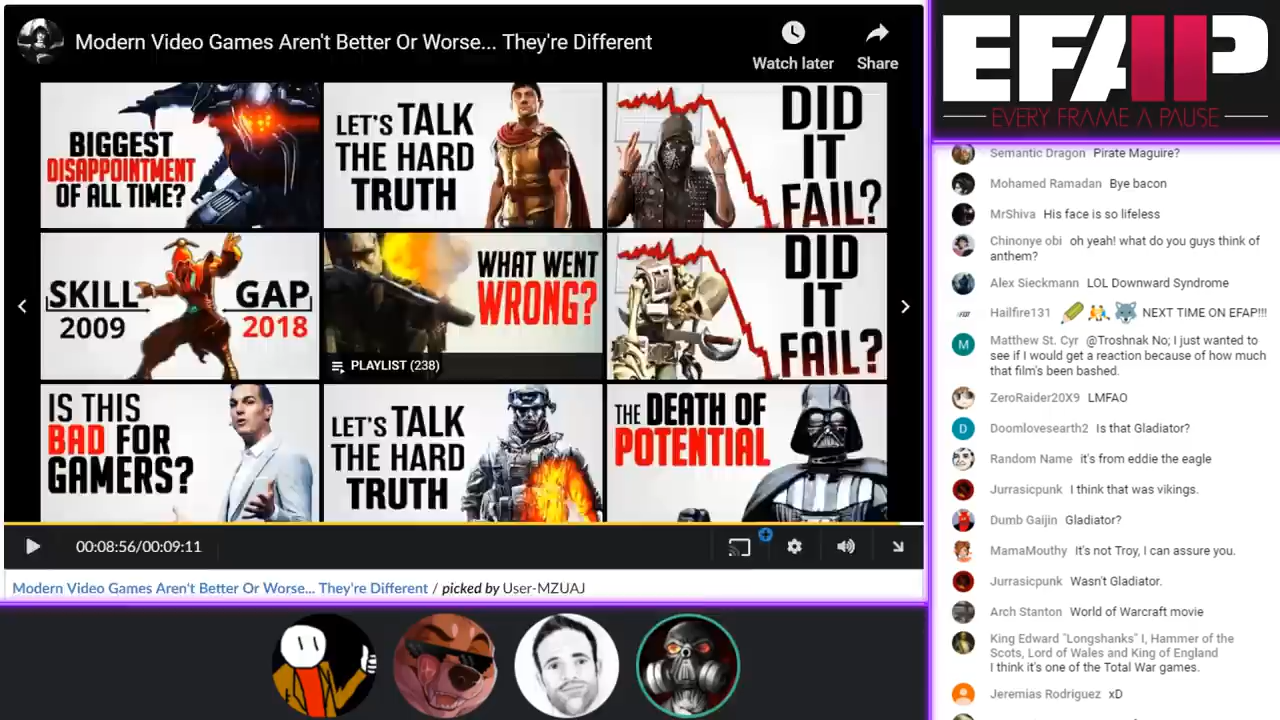 Modern Video Games Aren't Better Or Worse... They're Different
Watch later
Share
BIGGEST
DISAPPOINTMENT
OF ALL TIME?
LET'S TALK
THE HARD
TRUTH
DID
IT
FAIL?
SKILL GAP
2009 2018
WHAT WENT
WRONG?
PLAYLIST (238)
DID
IT
FAIL?
IS THIS
BAD FOR
GAMERS?
LET'S TALK
THE HARD
TRUTH
THE DEATH OF
POTENTIAL
00:08:56/00:09:11
Modern Video Games Aren't Better Or Worse... They're Different / picked by User-MZUAJ
EFAP
EVERY FRAME A PAUSE
Semantic Dragon Pirate Maguire?
Mohamed Ramadan Bye bacon
MrShiva His face is so lifeless
Chinonye obi oh yeah! what do you guys think of
anthem?
Alex Sieckmann LOL Downward Syndrome
Hailfire131 NEXT TIME ON EFAP!!!
M
Matthew St. Cyr @Troshnak No; I just wanted to
see if I would get a reaction because of how much
that film's been bashed.
ZeroRaider20X9 LMFAO
D
Doomlovesearth2 Is that Gladiator?
Random Name it's from eddie the eagle
Jurrasicpunk I think that was vikings.
Dumb Gaijin Gladiator?
MamaMouthy It's not Troy, I can assure you.
Jurrasicpunk Wasn't Gladiator.
Arch Stanton World of Warcraft movie
King Edward "Longshanks" I, Hammer of the
Scots, Lord of Wales and King of England
I think it's one of the Total War games.
Jeremias Rodriguez xD